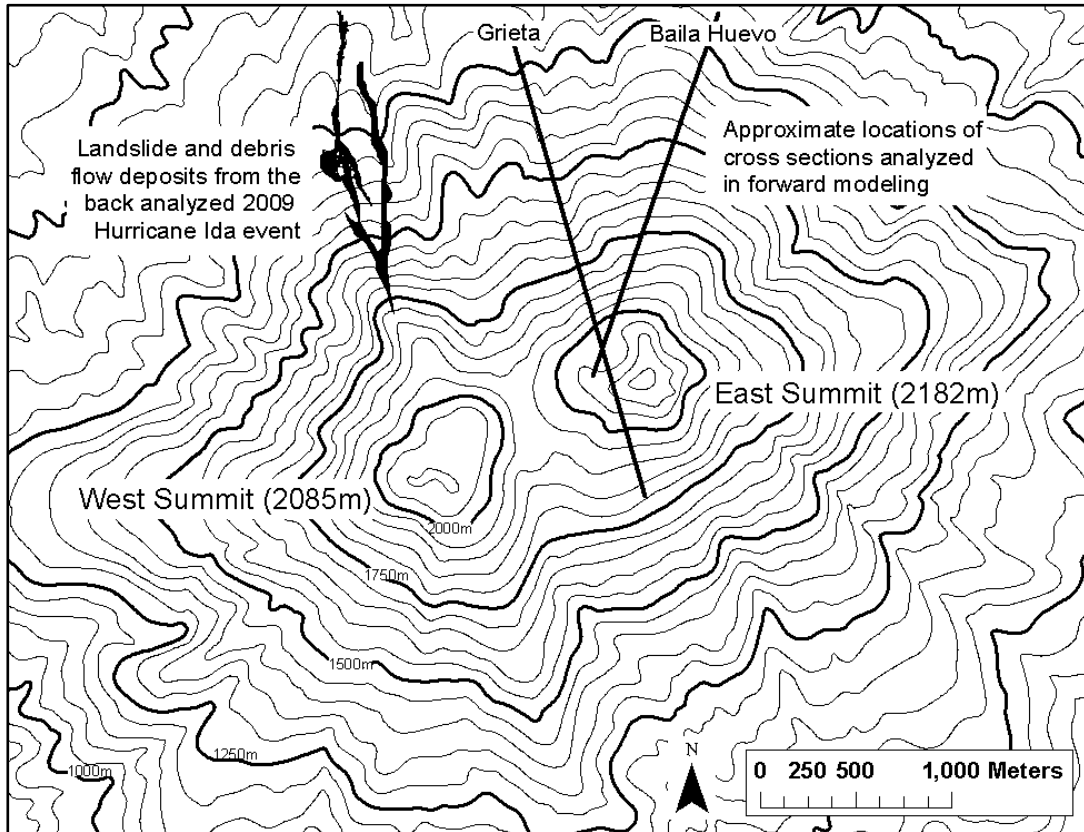 Grieta
Baila Huevo
Landslide and debris
flow deposits from the
back analyzed 2009
Hurricane Ida event
Approximate locations of
cross sections analyzed
in forward modeling
East Summit (2182m)
West Summit (2085m)
2000m
1750m
1500m
1250m
1000m
N
0 250 500 1,000 Meters